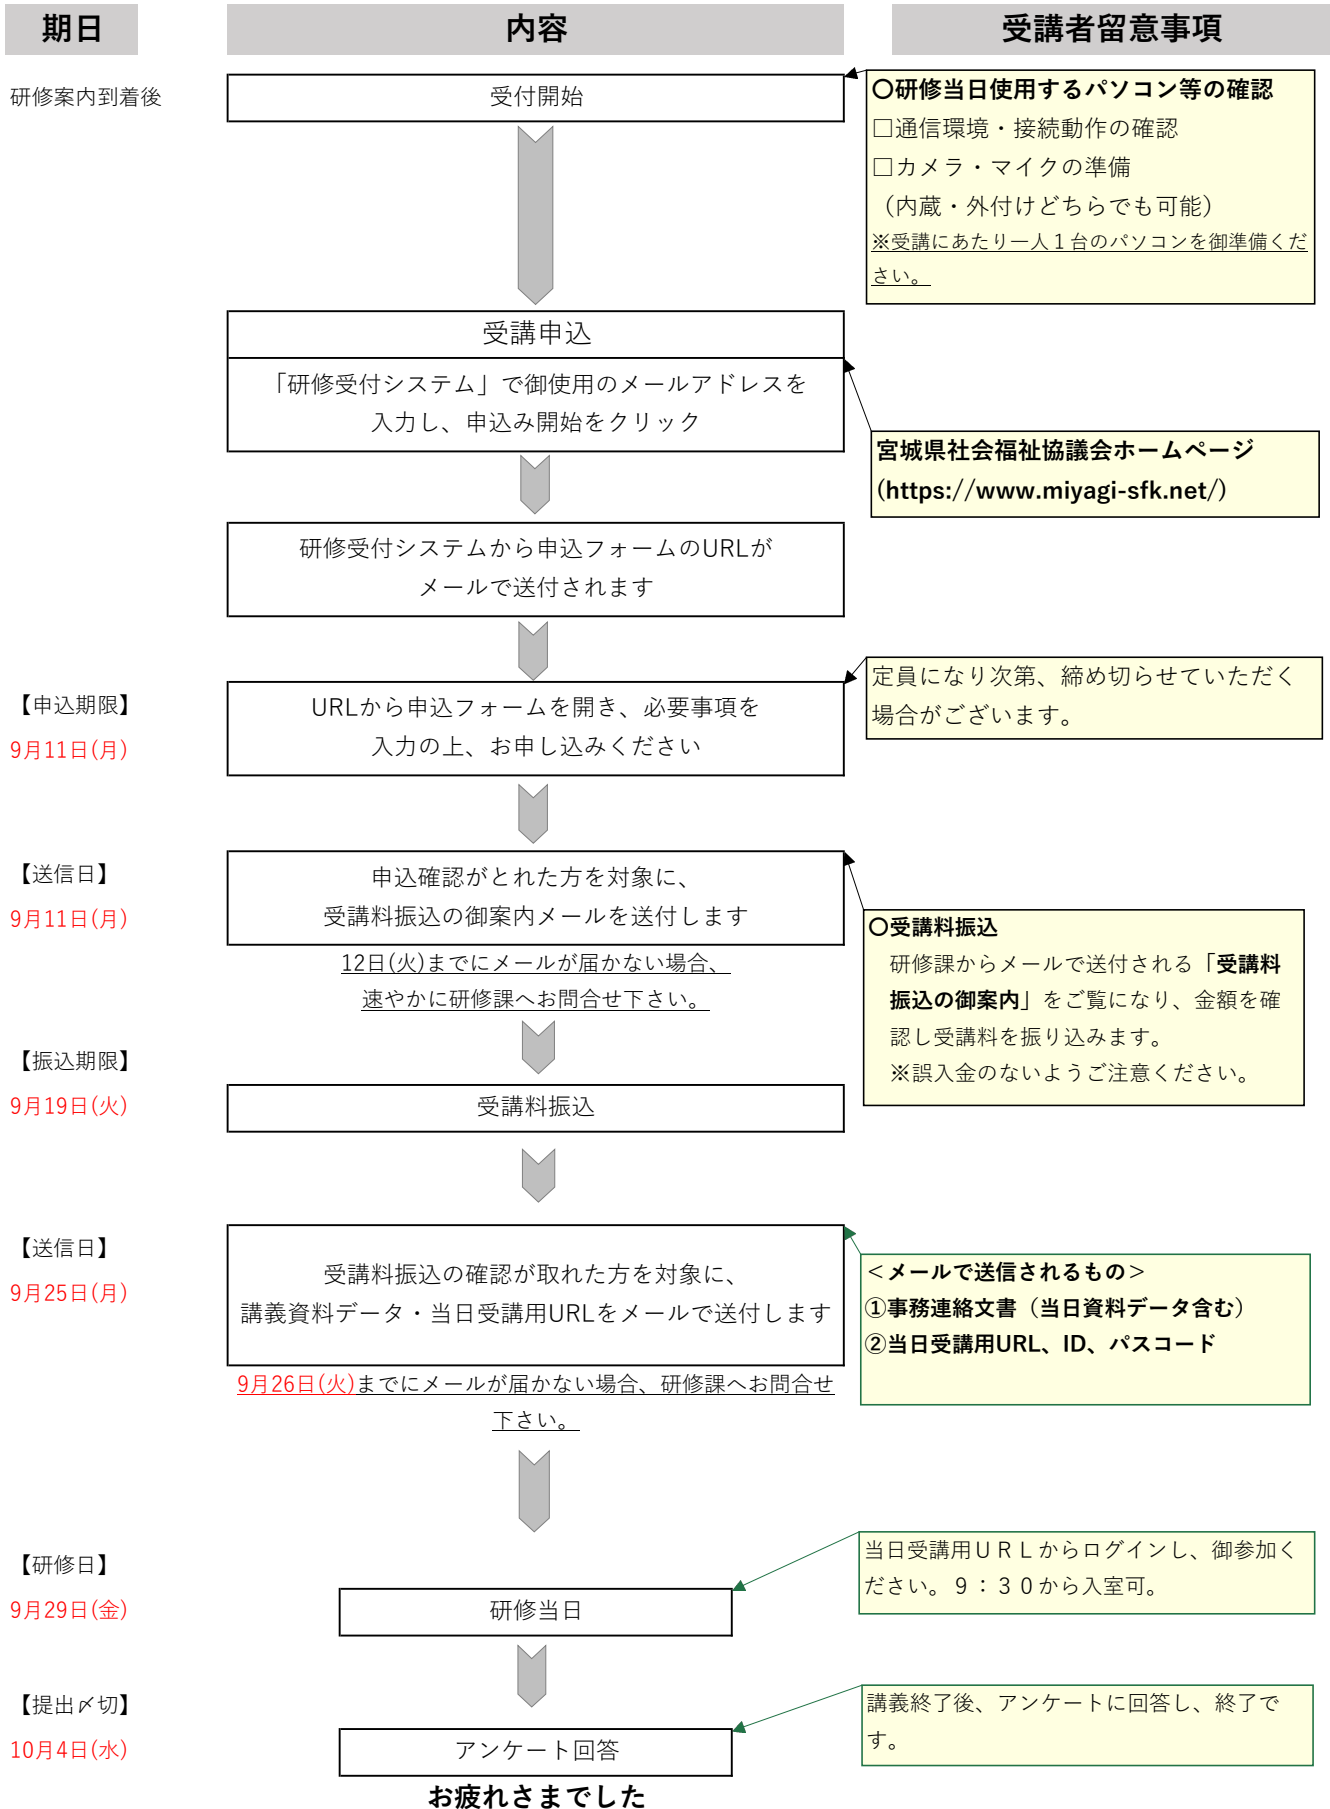 期日
内容
受講者留意事項
研修案内到着後
受付開始
〇研修当日使用するパソコン等の確認
□通信環境・接続動作の確認
□カメラ・マイクの準備
（内蔵・外付けどちらでも可能）
※受講にあたり一人１台のパソコンを御準備くだ
さい。
受講申込
「研修受付システム」で御使用のメールアドレスを
入力し、申込み開始をクリック
宮城県社会福祉協議会ホームページ
(https://www.miyagi-sfk.net/)
研修受付システムから申込フォームのURLが
メールで送付されます
【申込期限】
9月11日(月)
URLから申込フォームを開き、必要事項を
入力の上、お申し込みください
定員になり次第、締め切らせていただく
場合がございます。
【送信日】
9月11日(月)
申込確認がとれた方を対象に、
受講料振込の御案内メールを送付します
12日(火)までにメールが届かない場合、
速やかに研修課へお問合せ下さい。
〇受講料振込
研修課からメールで送付される「受講料
振込の御案内」をご覧になり、金額を確
認し受講料を振り込みます。
※誤入金のないようご注意ください。
【振込期限】
9月19日(火)
受講料振込
【送信日】
9月25日(月)
受講料振込の確認が取れた方を対象に、
講義資料データ・当日受講用URLをメールで送付します
9月26日(火)までにメールが届かない場合、研修課へお問合せ
下さい。
＜メールで送信されるもの＞
①事務連絡文書（当日資料データ含む）
②当日受講用URL、ID、パスコード
【研修日】
9月29日(金)
研修当日
当日受講用ＵＲＬからログインし、御参加く
ださい。９：３０から入室可。
【提出〆切】
10月4日(水)
アンケート回答
講義終了後、アンケートに回答し、終了で
す。
お疲れさまでした